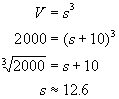 V = s³
2000 = (s + 10)³
∛2000 = s + 10
s ≈ 12.6